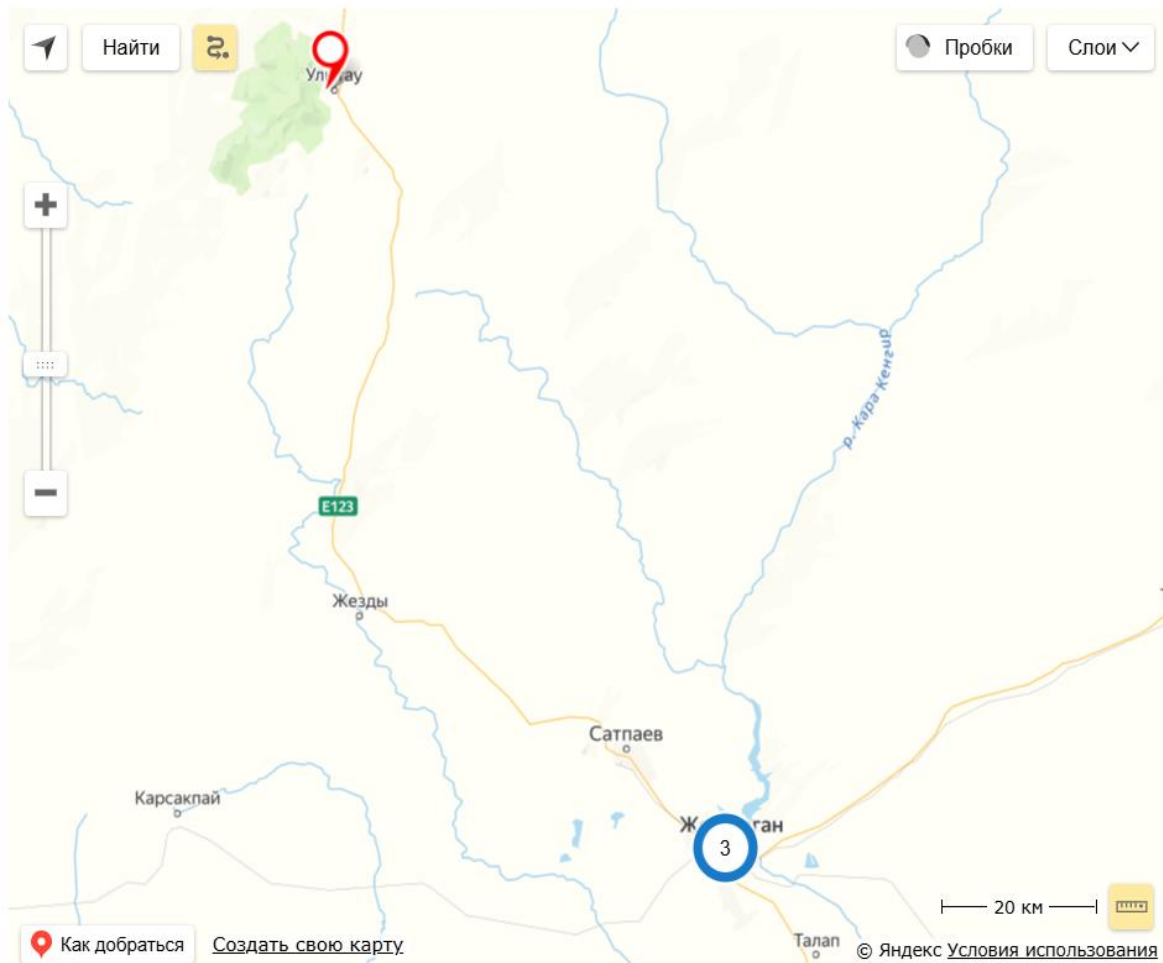 Найти
Пробки
Слои
р. Кара-Кенгир
E123
Жезды
Сатпаев
Карсакпай
3
20 км
Талап
Как добраться
Создать свою карту
© Яндекс Условия использования